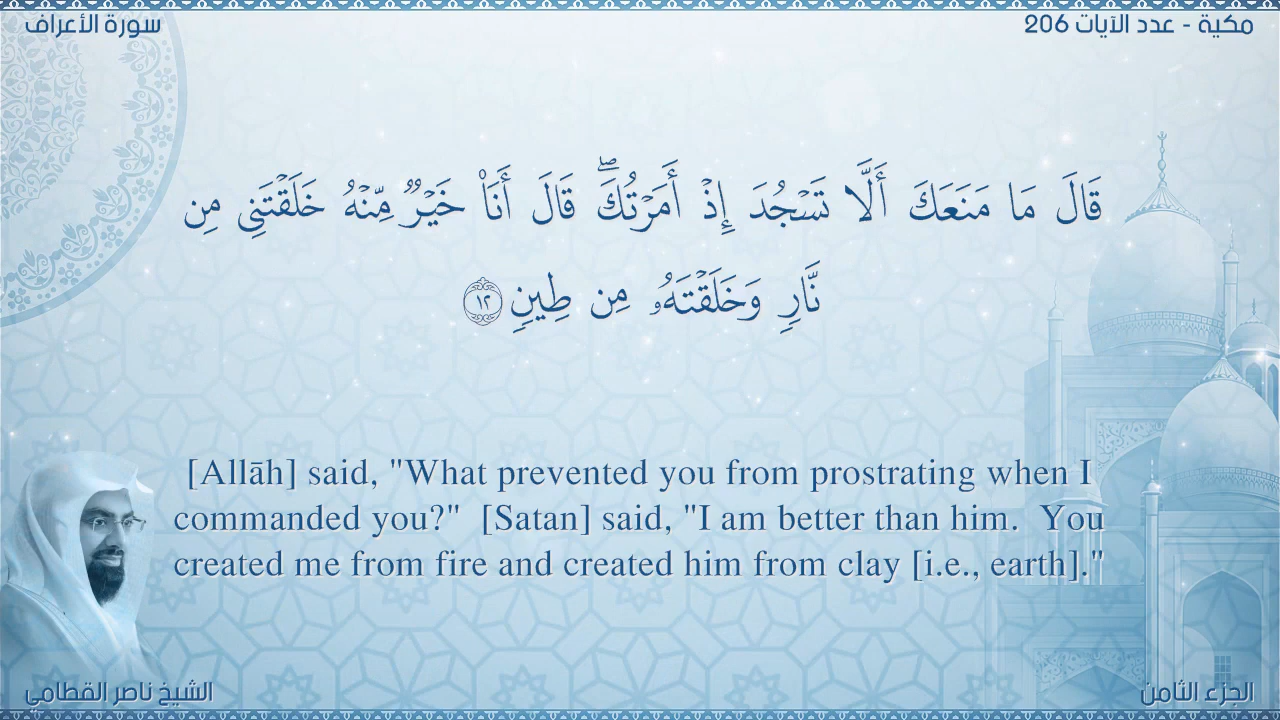 سورة الأعراف
مكية - عدد الآيات 206
قَالَ مَا مَنَعَكَ أَلَّا تَسْجُدَ إِذْ أَمَرْتُكَ ۖ قَالَ أَنَا۠ خَيْرٌ مِّنْهُ خَلَقْتَنِى مِن
نَّارٍ وَخَلَقْتَهُۥ مِن طِينٍ ١٢
[Allāh] said, "What prevented you from prostrating when I
commanded you?"  [Satan] said, "I am better than him.  You
created me from fire and created him from clay [i.e., earth]."
الشيخ ناصر القطامي
الجزء الثامن